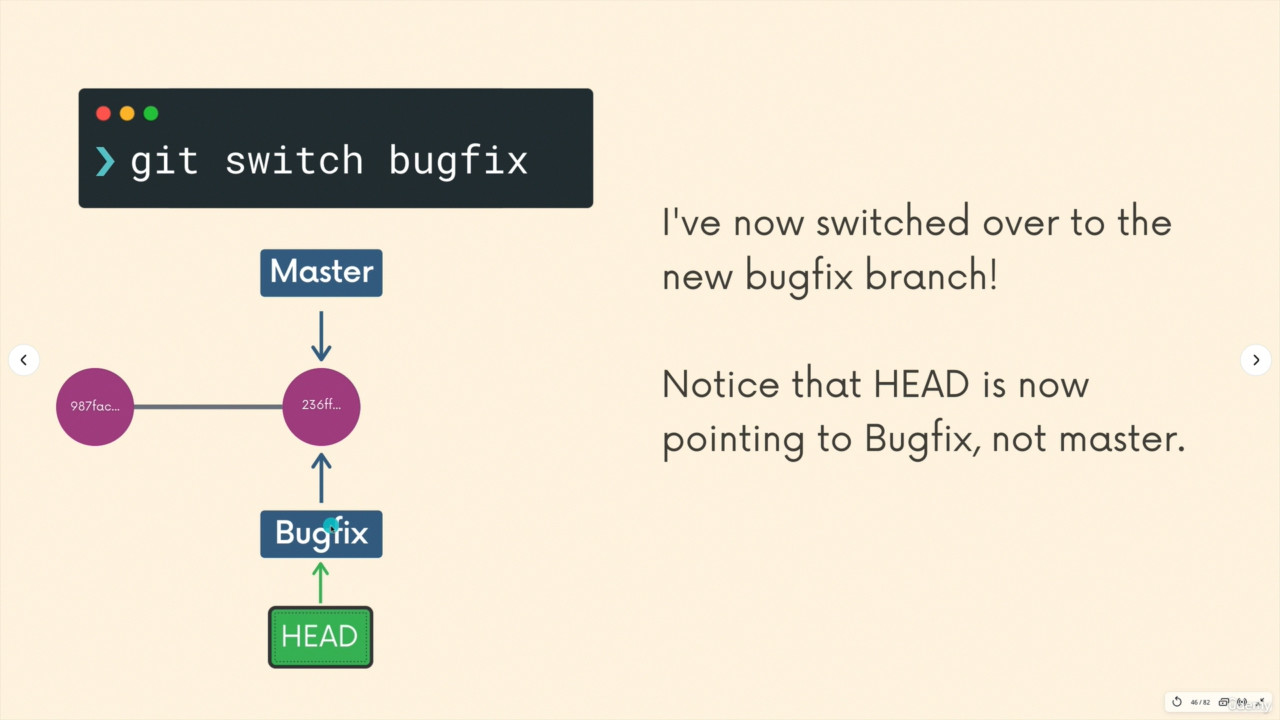 ❯ git switch bugfix
Master
987fac...
236ff...
Bugfix
HEAD
I've now switched over to the
new bugfix branch!
Notice that HEAD is now
pointing to Bugfix, not master.
46 / 82
udemy